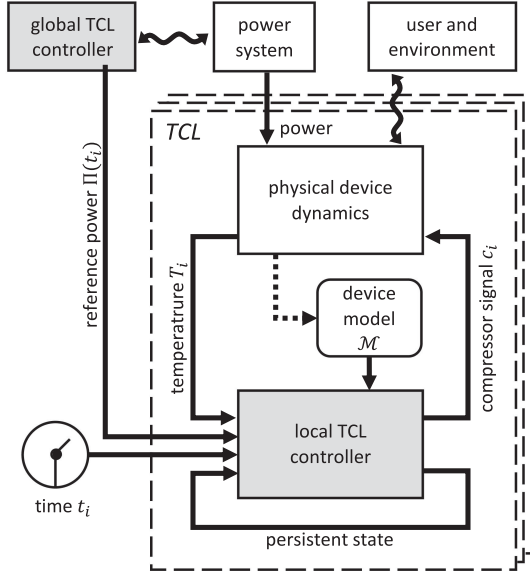 global TCL
controller
power
system
user and
environment
TCL
power
physical device
dynamics
reference power Π(tᵢ)
temperatrure Tᵢ
device
model
ℳ
compressor signal cᵢ
local TCL
controller
time tᵢ
persistent state